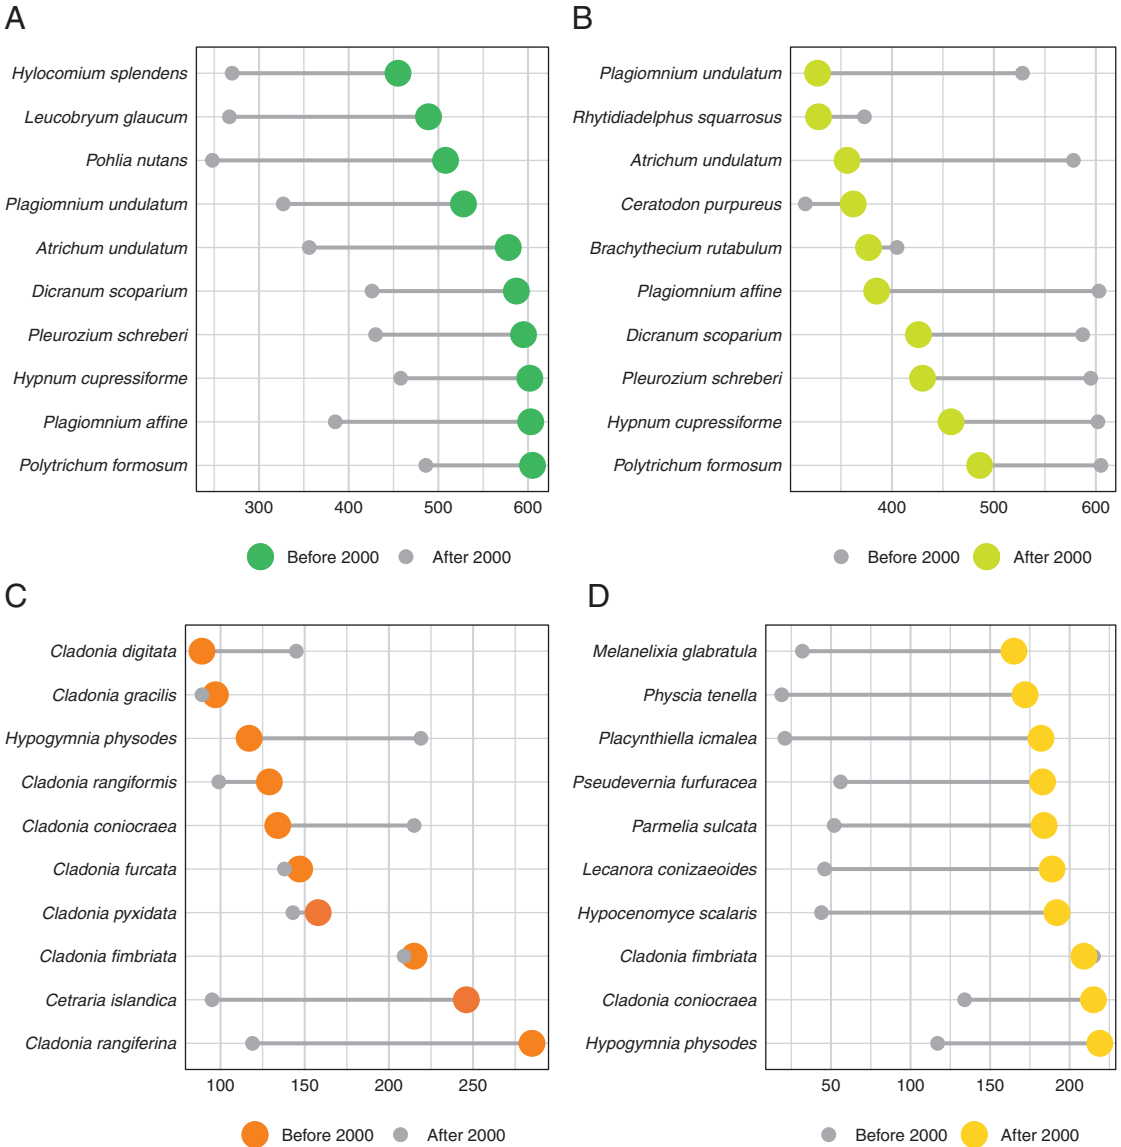 A
Hylocomium splendens
Leucobryum glaucum
Pohlia nutans
Plagiomnium undulatum
Atrichum undulatum
Dicranum scoparium
Pleurozium schreberi
Hypnum cupressiforme
Plagiomnium affine
Polytrichum formosum
300 400 500 600
Before 2000 After 2000
B
Plagiomnium undulatum
Rhytidiadelphus squarrosus
Atrichum undulatum
Ceratodon purpureus
Brachythecium rutabulum
Plagiomnium affine
Dicranum scoparium
Pleurozium schreberi
Hypnum cupressiforme
Polytrichum formosum
400 500 600
Before 2000 After 2000
C
Cladonia digitata
Cladonia gracilis
Hypogymnia physodes
Cladonia rangiformis
Cladonia coniocraea
Cladonia furcata
Cladonia pyxidata
Cladonia fimbriata
Cetraria islandica
Cladonia rangiferina
100 150 200 250
Before 2000 After 2000
D
Melanelixia glabratula
Physcia tenella
Placynthiella icmalea
Pseudevernia furfuracea
Parmelia sulcata
Lecanora conizaeoides
Hypocenomyce scalaris
Cladonia fimbriata
Cladonia coniocraea
Hypogymnia physodes
50 100 150 200
Before 2000 After 2000